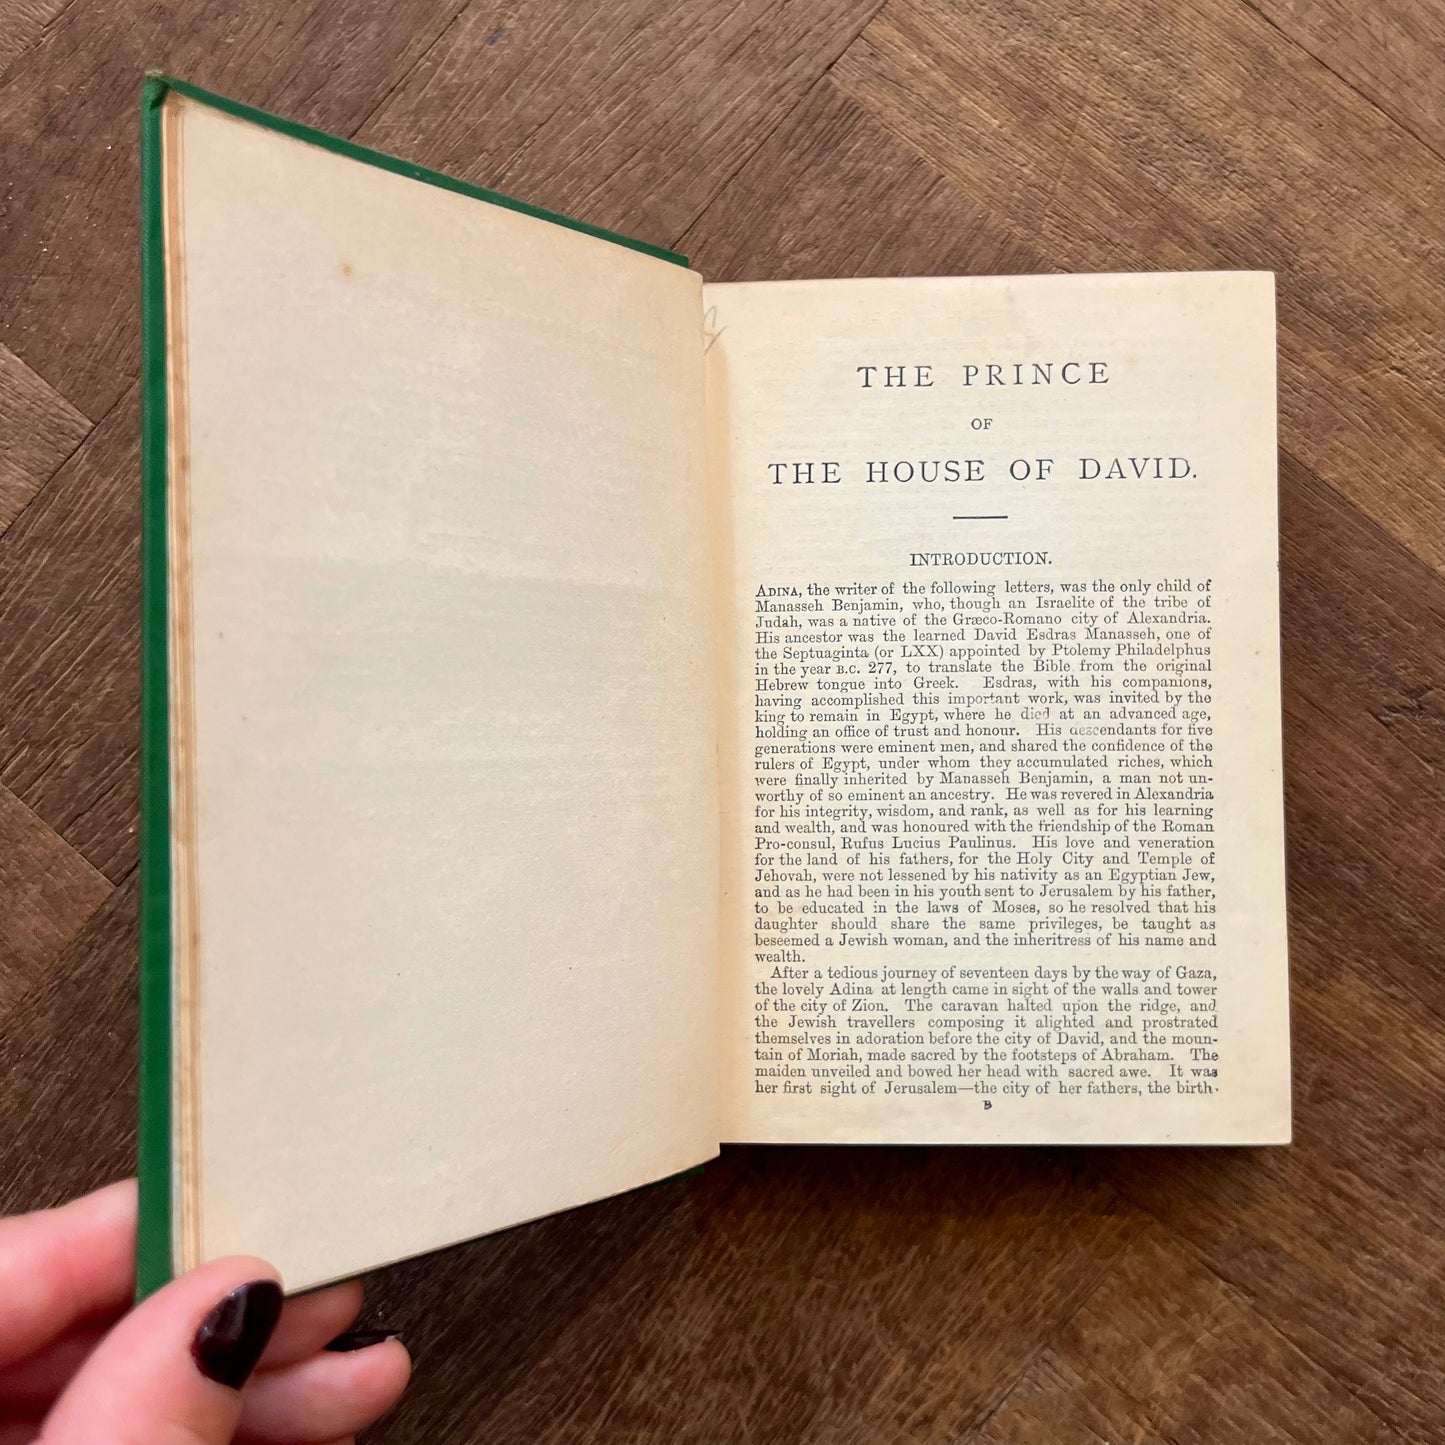 THE PRINCE
OF
THE HOUSE OF DAVID.
INTRODUCTION.
ADINA, the writer of the following letters, was the only child of
Manasseh Benjamin, who, though an Israelite of the tribe of
Judah, was a native of the Græco-Romano city of Alexandria.
His ancestor was the learned David Esdras Manasseh, one of
the Septuaginta (or LXX) appointed by Ptolemy Philadelphus
in the year B.C. 277, to translate the Bible from the original
Hebrew tongue into Greek. Esdras, with his companions,
having accomplished this important work, was invited by the
king to remain in Egypt, where he died at an advanced age,
holding an office of trust and honour. His descendants for five
generations were eminent men, and shared the confidence of the
rulers of Egypt, under whom they accumulated riches, which
were finally inherited by Manasseh Benjamin, a man not un-
worthy of so eminent an ancestry. He was revered in Alexandria
for his integrity, wisdom, and rank, as well as for his learning
and wealth, and was honoured with the friendship of the Roman
Pro-consul, Rufus Lucius Paulinus. His love and veneration
for the land of his fathers, for the Holy City and Temple of
Jehovah, were not lessened by his nativity as an Egyptian Jew,
and as he had been in his youth sent to Jerusalem by his father,
to be educated in the laws of Moses, so he resolved that his
daughter should share the same privileges, be taught as
beseemed a Jewish woman, and the inheritress of his name and
wealth.
After a tedious journey of seventeen days by the way of Gaza,
the lovely Adina at length came in sight of the walls and tower
of the city of Zion. The caravan halted upon the ridge, and
the Jewish travellers composing it alighted and prostrated
themselves in adoration before the city of David, and the moun-
tain of Moriah, made sacred by the footsteps of Abraham. The
maiden unveiled and bowed her head with sacred awe. It was
her first sight of Jerusalem—the city of her fathers, the birth-
B